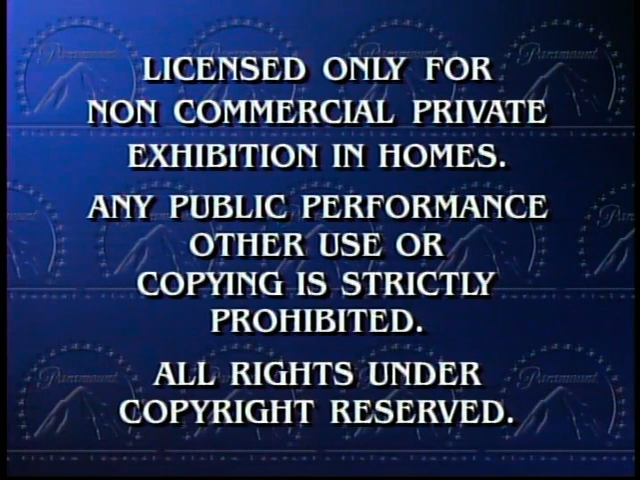 LICENSED ONLY FOR
NON COMMERCIAL PRIVATE
EXHIBITION IN HOMES.
ANY PUBLIC PERFORMANCE
OTHER USE OR
COPYING IS STRICTLY
PROHIBITED.
ALL RIGHTS UNDER
COPYRIGHT RESERVED.